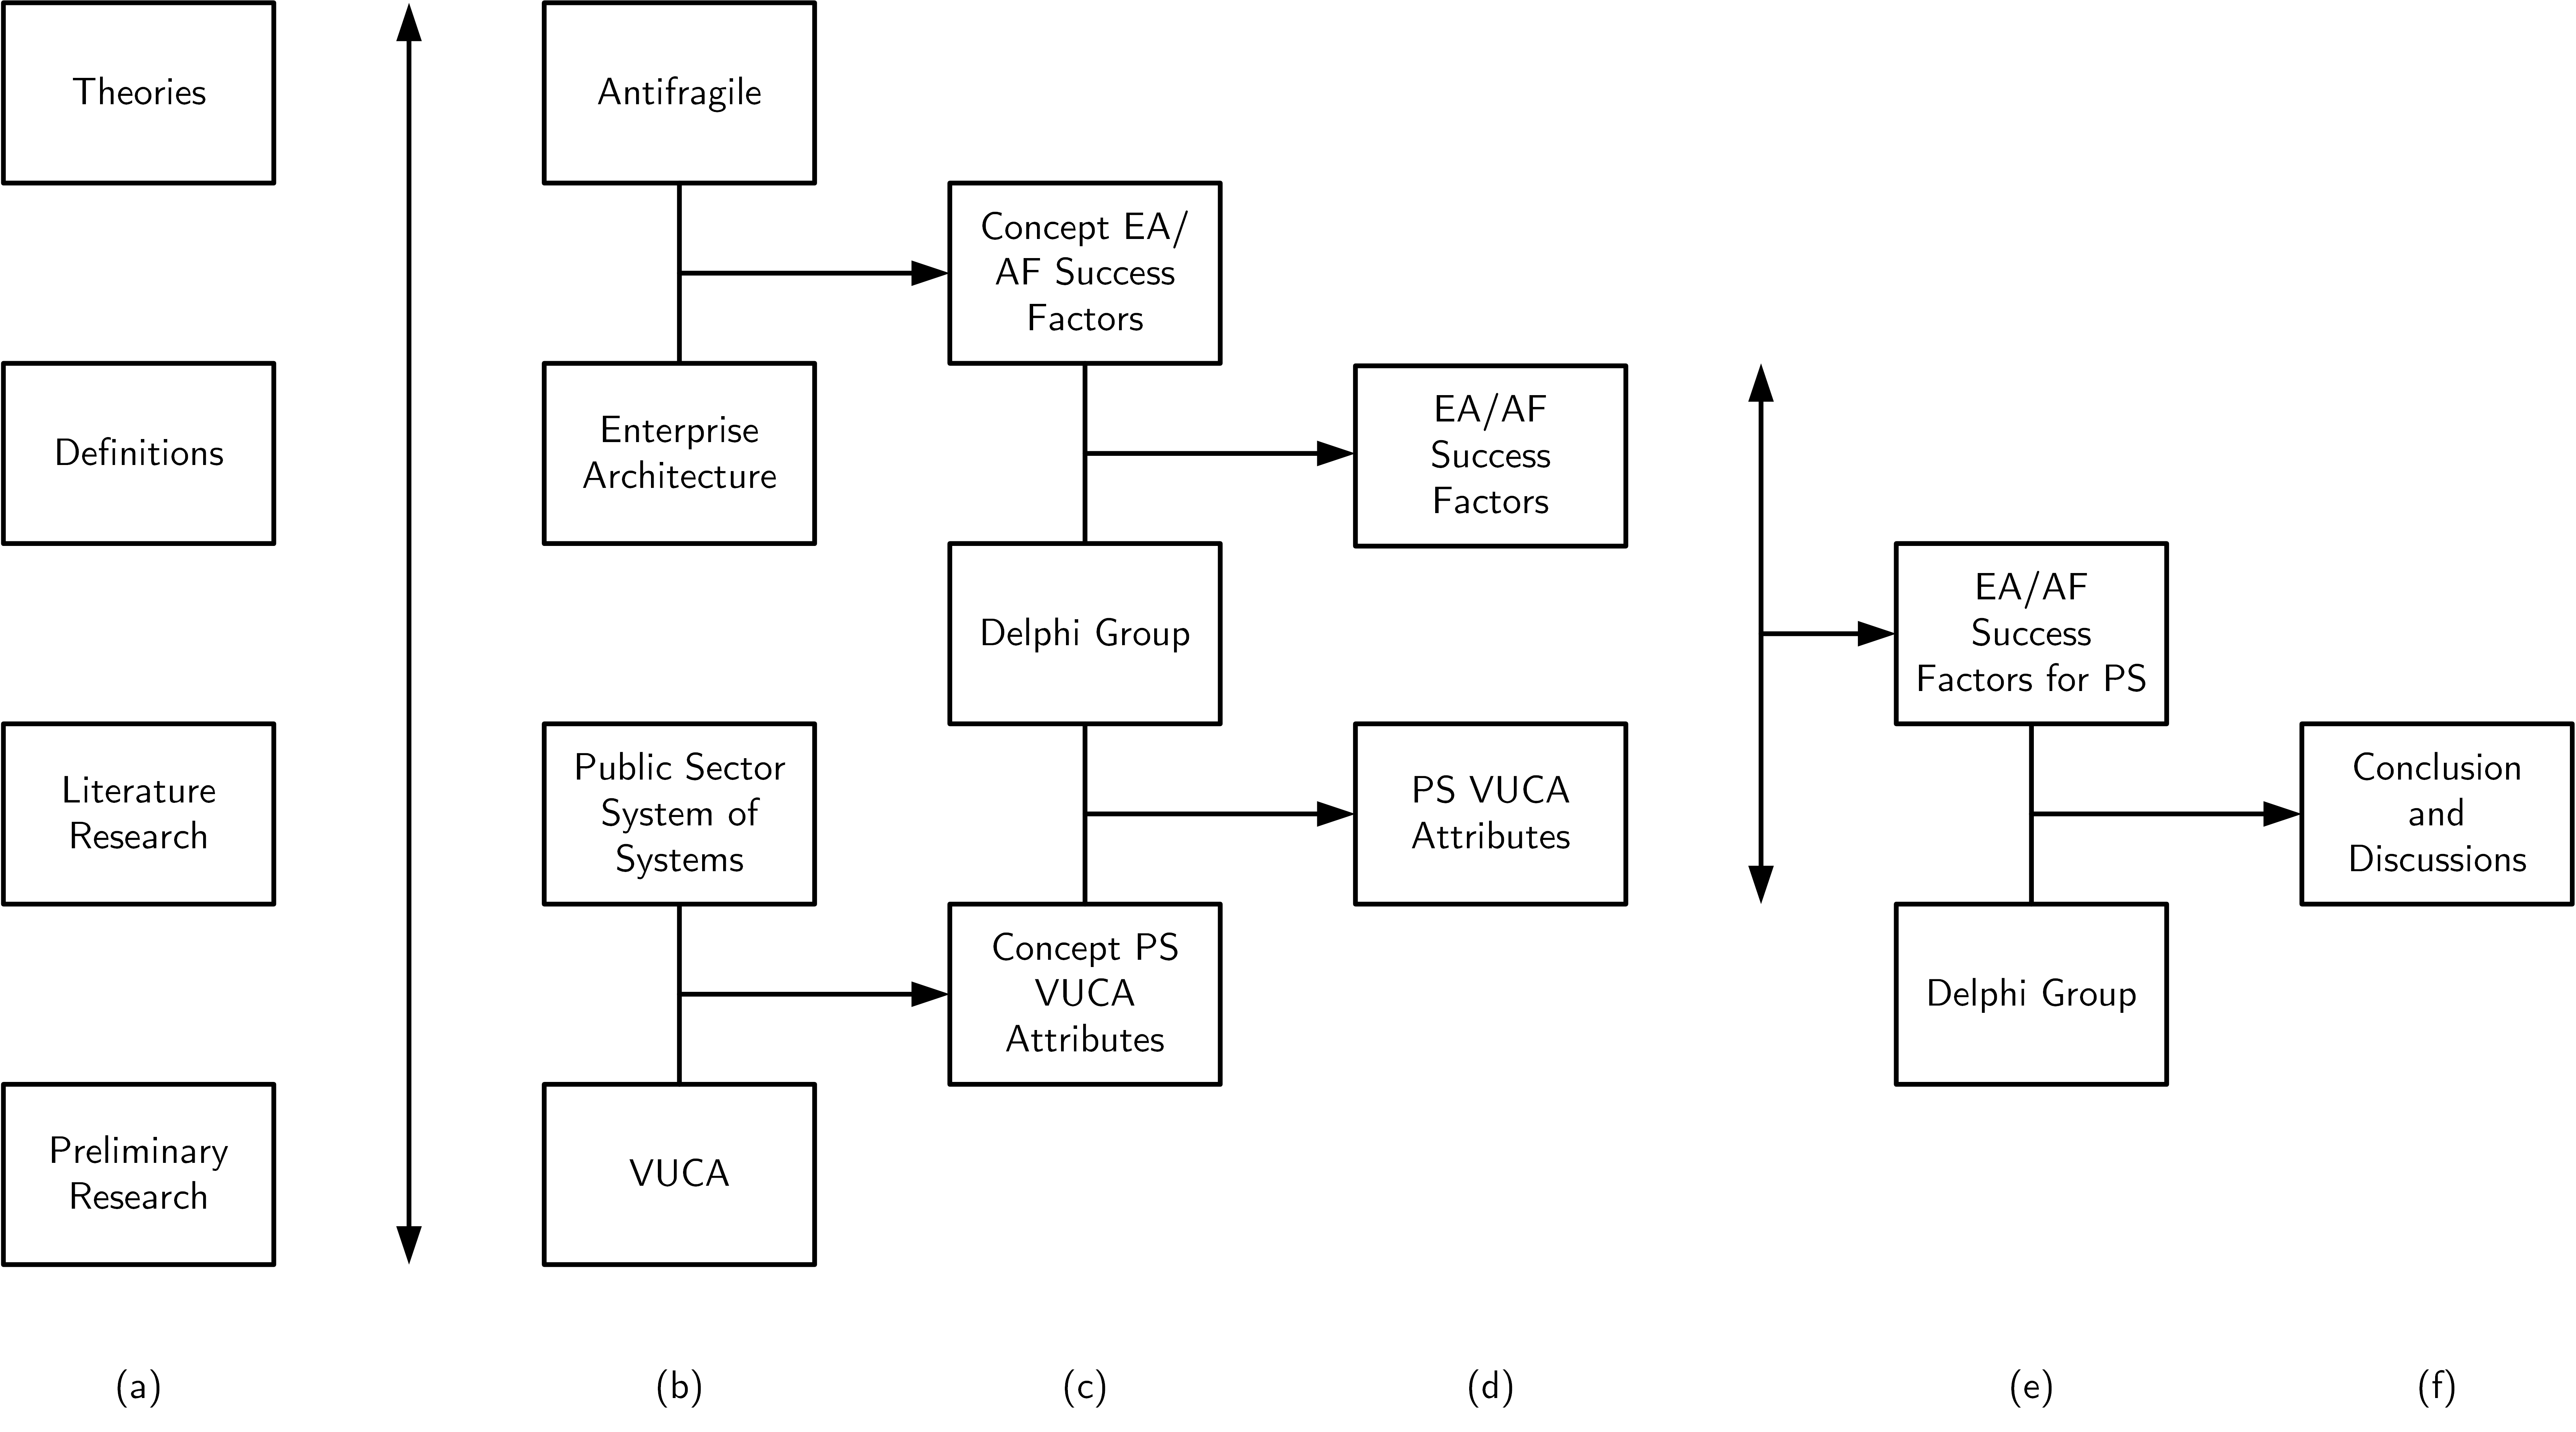 Theories
Definitions
Literature
Research
Preliminary
Research
Antifragile
Enterprise
Architecture
Public Sector
System of
Systems
VUCA
Concept EA/
AF Success
Factors
Delphi Group
Concept PS
VUCA
Attributes
EA/AF
Success
Factors
PS VUCA
Attributes
EA/AF
Success
Factors for PS
Delphi Group
Conclusion
and
Discussions
(a)
(b)
(c)
(d)
(e)
(f)